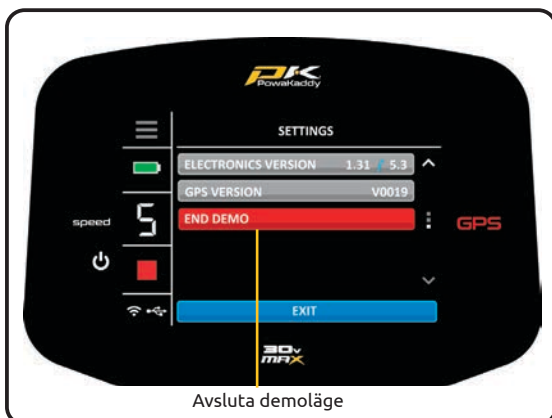 PK
PowaKaddy
SETTINGS
ELECTRONICS VERSION 1.31 5.3
GPS VERSION V0019
speed 5
END DEMO
GPS
EXIT
30V
MAX
Avsluta demoläge